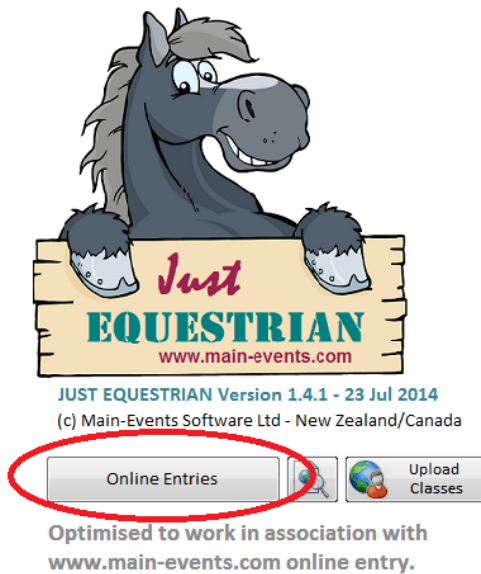 Just
EQUESTRIAN
www.main-events.com
JUST EQUESTRIAN Version 1.4.1 - 23 Jul 2014
(c) Main-Events Software Ltd - New Zealand/Canada
Online Entries
Upload
Classes
Optimised to work in association with
www.main-events.com online entry.